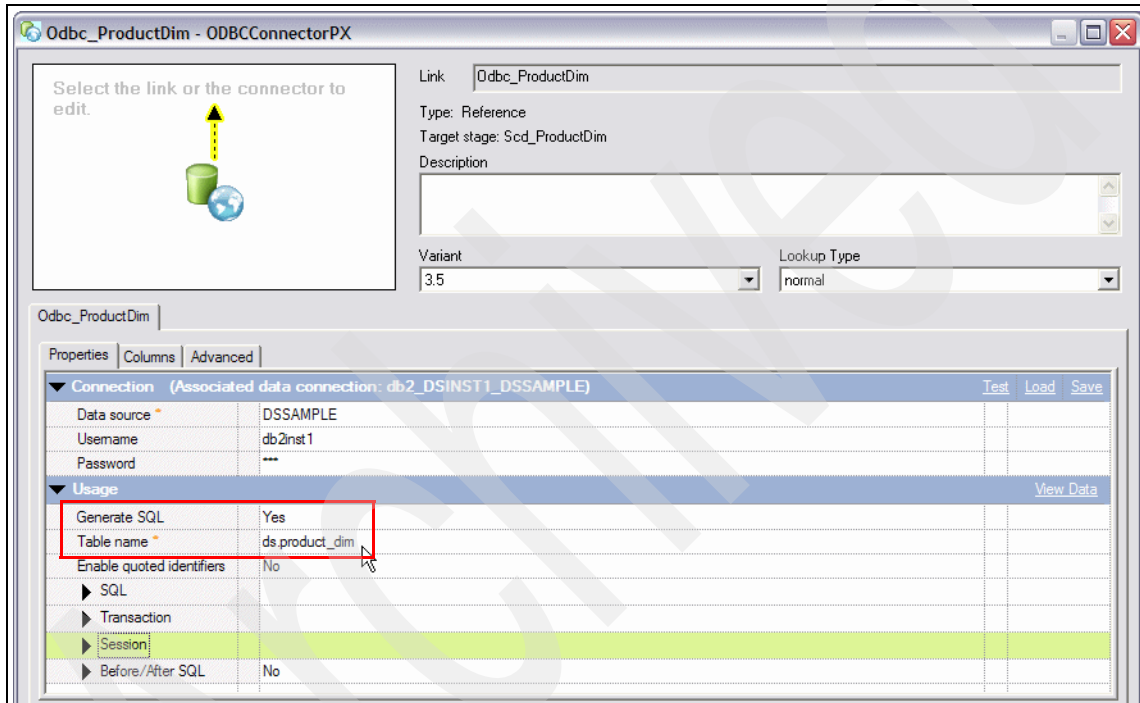 Odbc_ProductDim - ODBCConnectorPX
Select the link or the connector to
edit.
Link Odbc_ProductDim
Type: Reference
Target stage: Scd_ProductDim
Description
Variant Lookup Type
3.5 normal
Odbc_ProductDim
Properties Columns Advanced
Connection (Associated data connection: db2_DSINST1_DSSAMPLE) Test Load Save
Data source * DSSAMPLE
Username db2inst1
Password ***
Usage View Data
Generate SQL Yes
Table name * ds.product_dim
Enable quoted identifiers No
SQL
Transaction
Session
Before/After SQL No
Archived